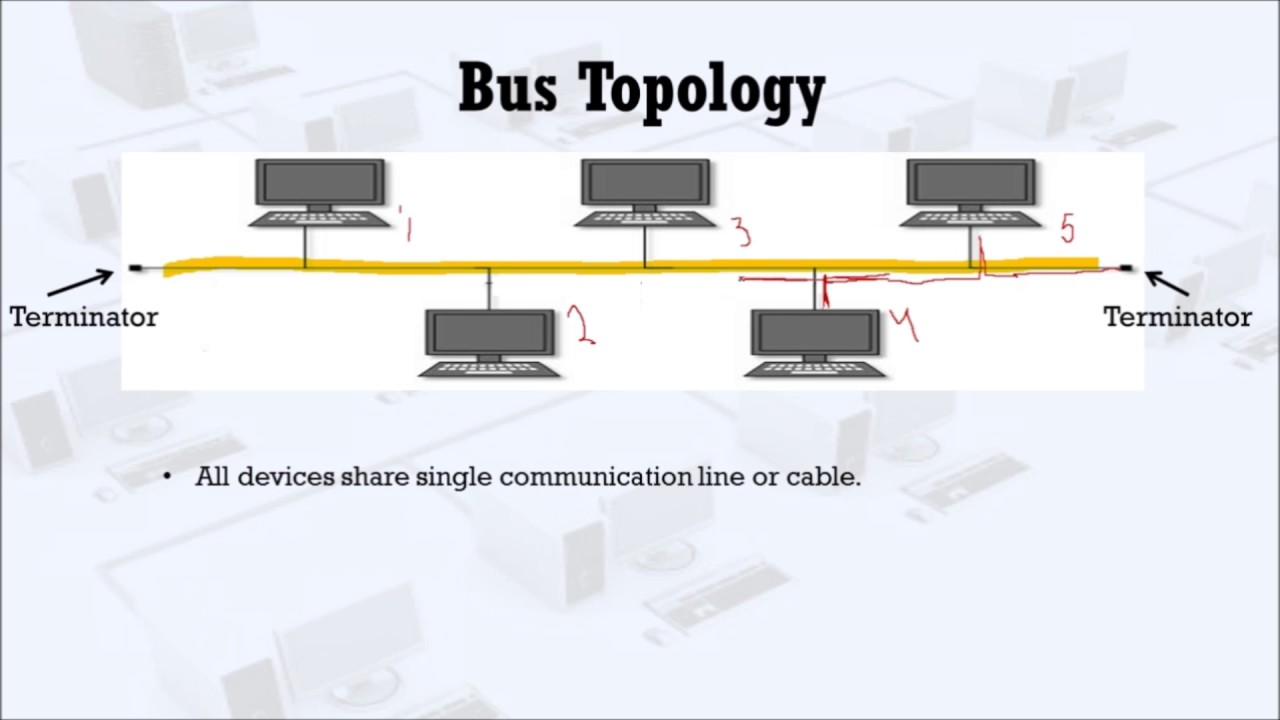 Bus Topology
1
3
5
Terminator
Terminator
2
4
• All devices share single communication line or cable.